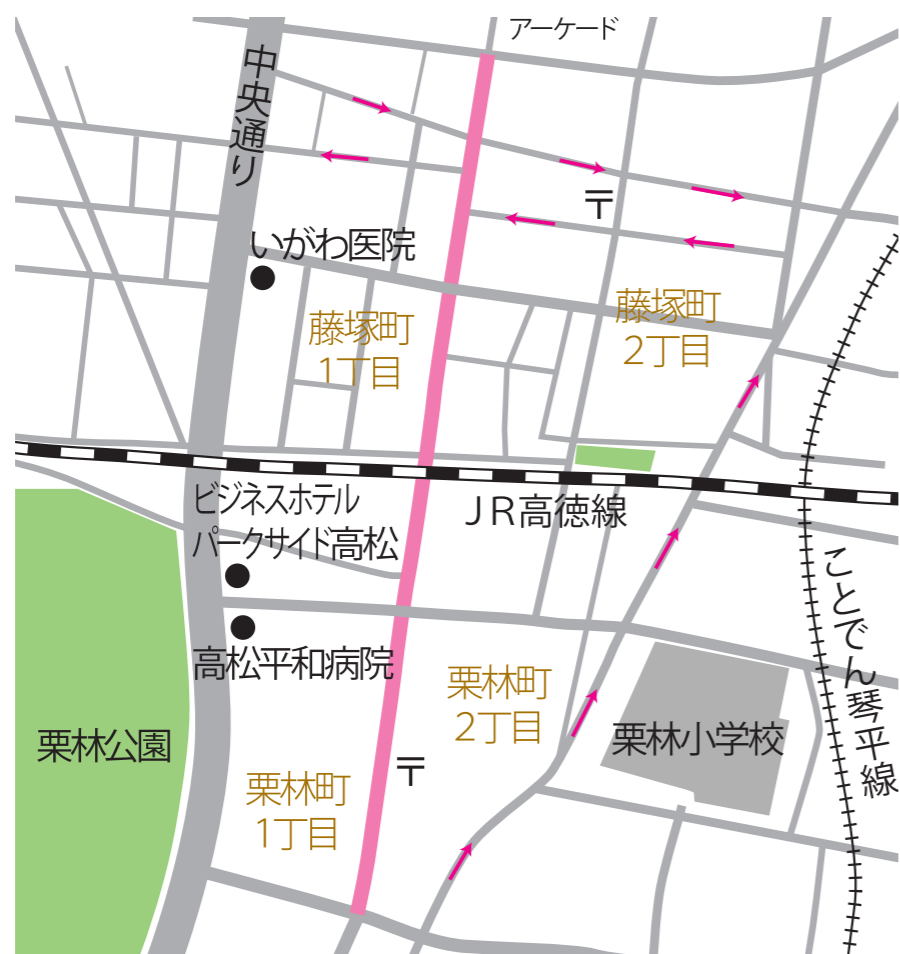 アーケード
中央通り
〒
いがわ医院
藤塚町
1丁目
藤塚町
2丁目
ビジネスホテル
パークサイド高松
JR高徳線
ことでん琴平線
高松平和病院
栗林町
2丁目
栗林小学校
栗林公園
〒
栗林町
1丁目